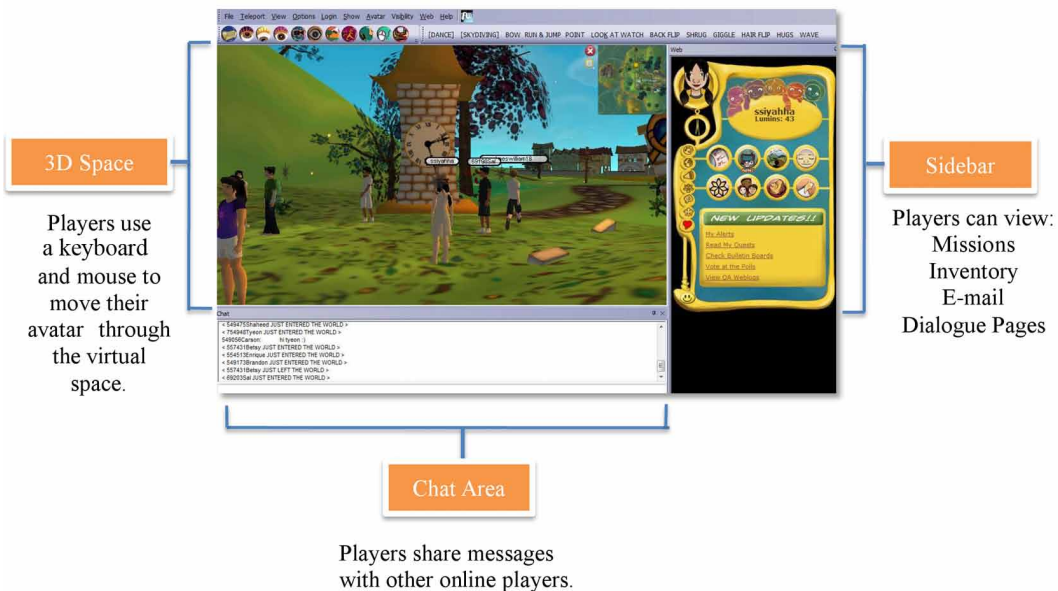 File Teleport View Options Login Show Avatar Visibility Web Help
[DANCE] [SKYDIVING] BOW RUN & JUMP POINT LOOK AT WATCH BACK FLIP SHRUG GIGGLE HAIR FLIP HUGS WAVE
Web
ssiyahha
Lumins: 43
ssiyahha
3D Space
Players use
a keyboard
and mouse to
move their
avatar through
the virtual
space.
NEW UPDATES!!
My Alerts
Read My Quests
Check Bulletin Boards
Vote at the Polls
View QA Weblogs
Sidebar
Players can view:
Missions
Inventory
E-mail
Dialogue Pages
Chat
< 549475Shaheed JUST ENTERED THE WORLD >
< 754948Tyeon JUST ENTERED THE WORLD >
549056Carson: hi tyeon :)
< 557431Betsy JUST ENTERED THE WORLD >
< 554513Enrique JUST ENTERED THE WORLD >
< 549173Brandon JUST ENTERED THE WORLD >
< 557431Betsy JUST LEFT THE WORLD >
< 69203Sal JUST ENTERED THE WORLD >
Chat Area
Players share messages
with other online players.